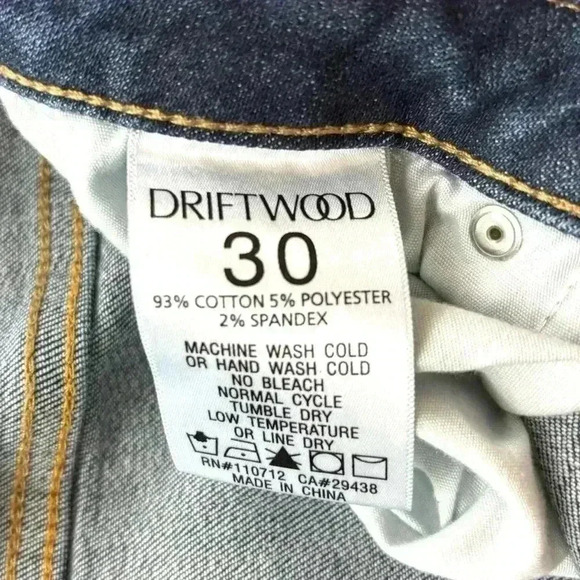 DRIFTWOOD
30
93% COTTON 5% POLYESTER
2% SPANDEX
MACHINE WASH COLD
OR HAND WASH COLD
NO BLEACH
NORMAL CYCLE
TUMBLE DRY
LOW TEMPERATURE
OR LINE DRY
RN#110712 CA#29438
MADE IN CHINA